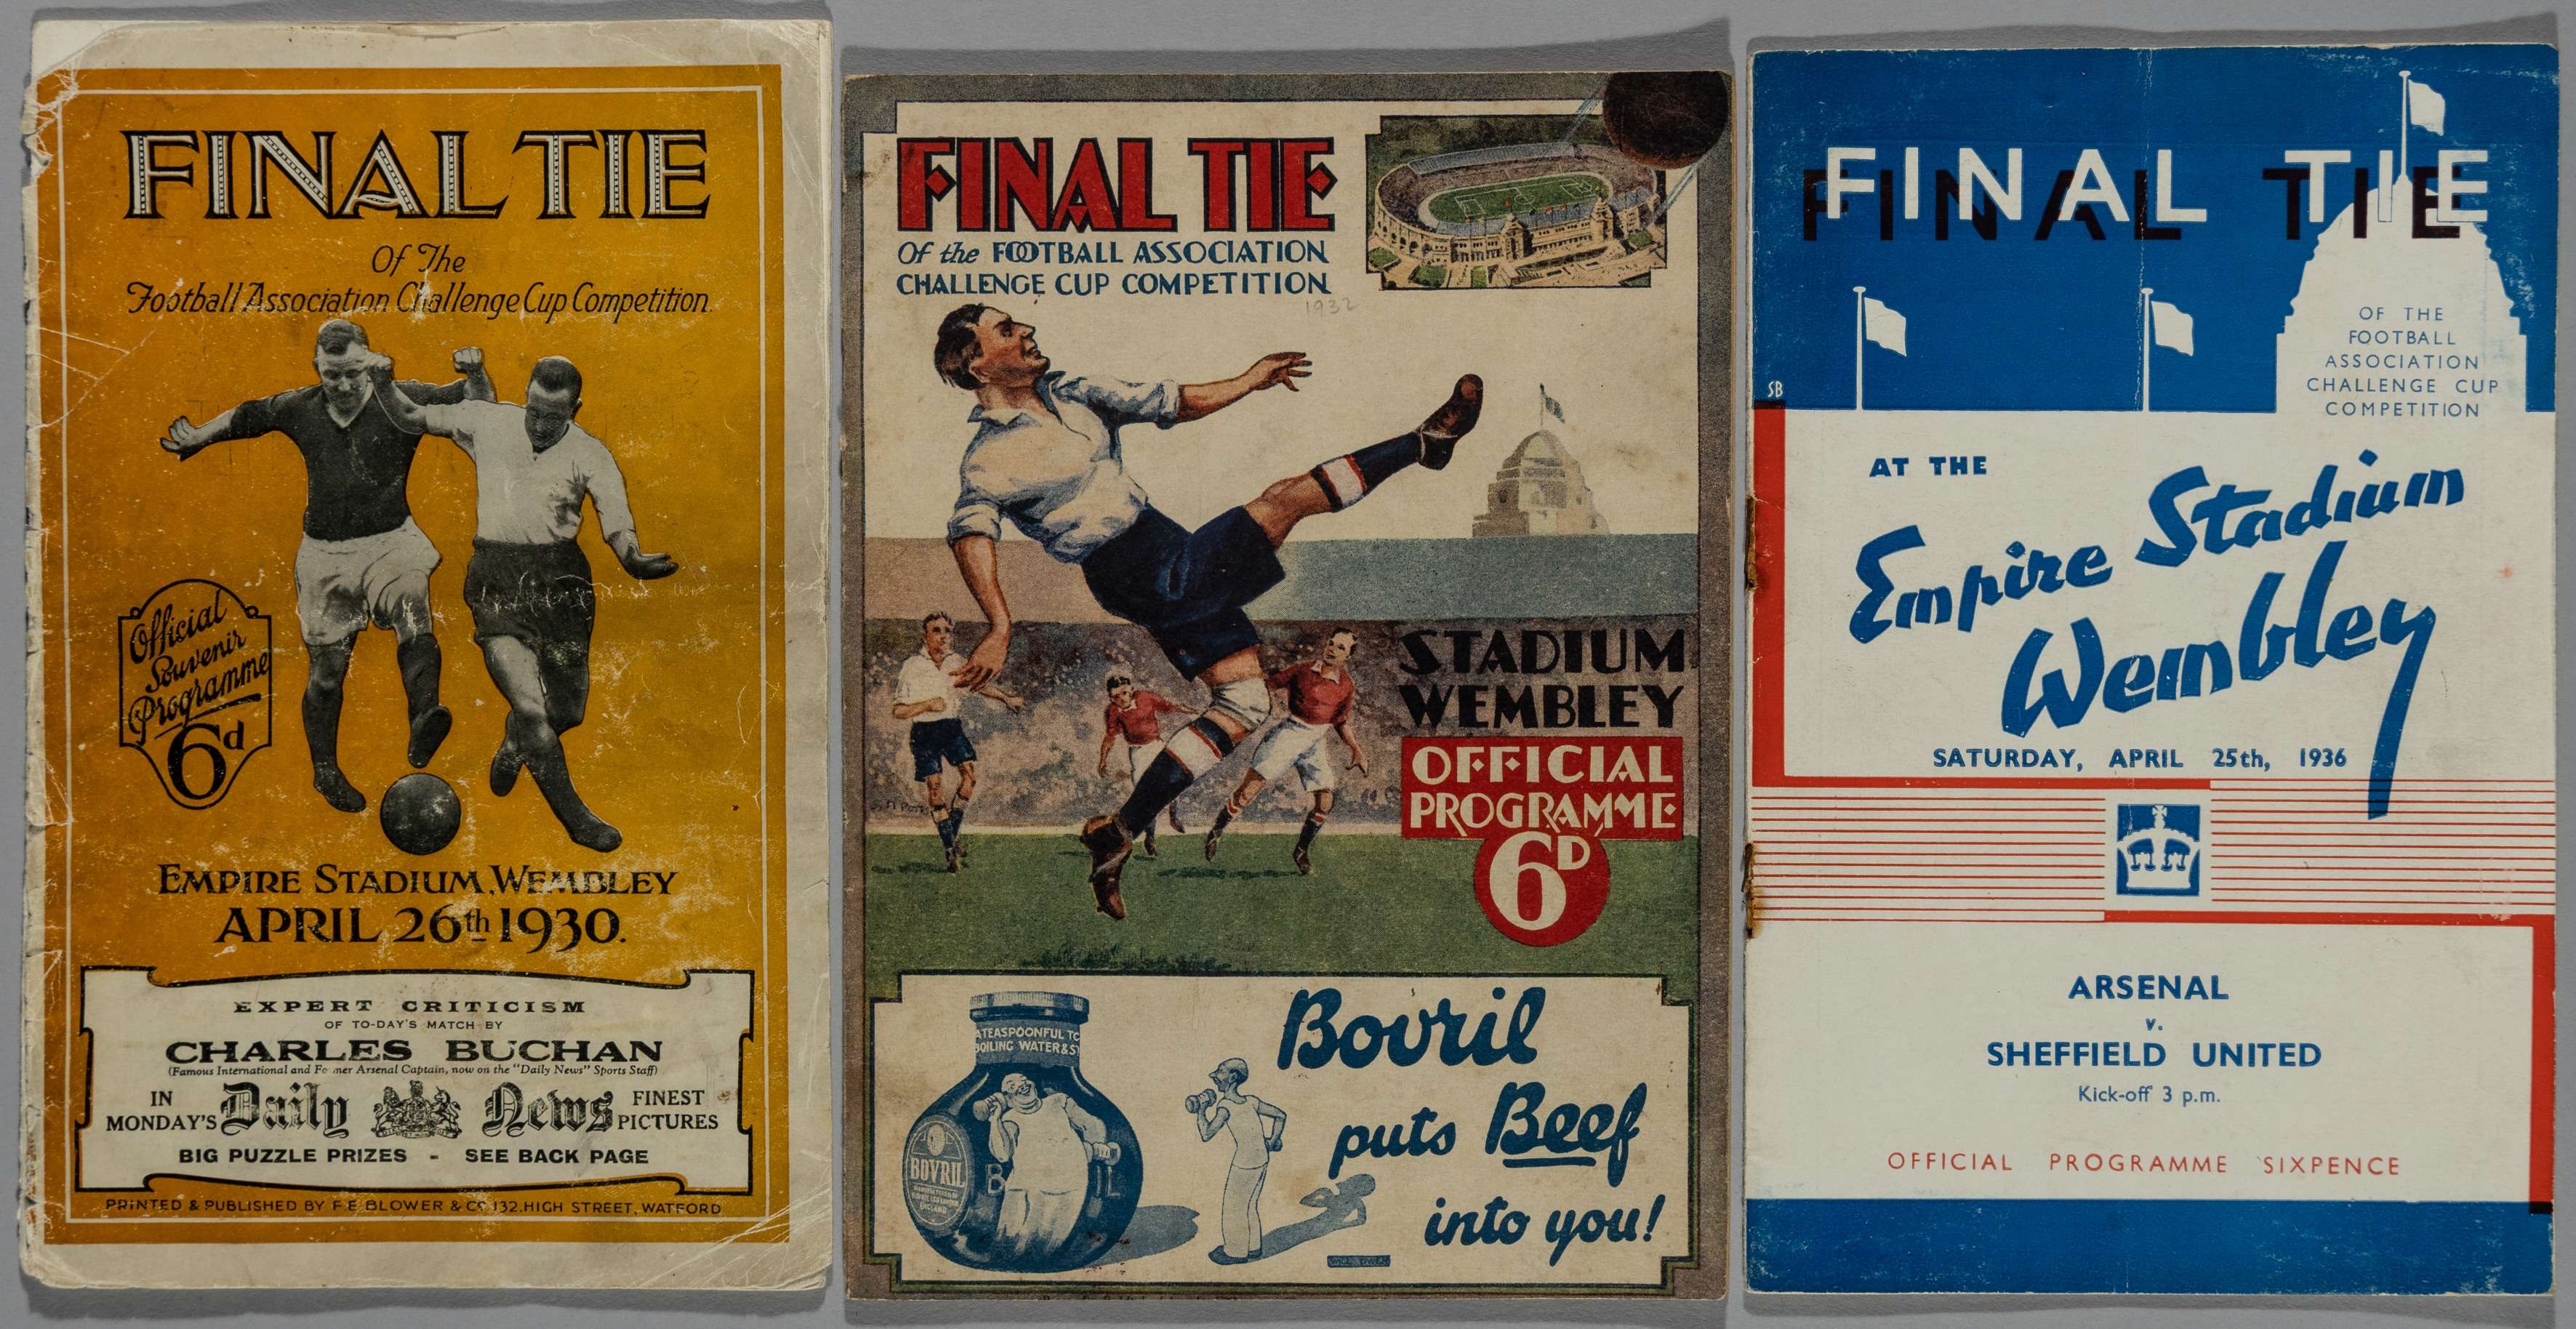 FINAL TIE
Of The
Football Association Challenge Cup Competition.
Official
Souvenir
Programme
6d
EMPIRE STADIUM, WEMBLEY
APRIL 26th 1930.
EXPERT CRITICISM
OF TO-DAY'S MATCH BY
CHARLES BUCHAN
(Famous International and Former Arsenal Captain, now on the "Daily News" Sports Staff)
IN
MONDAY'S
Daily News
FINEST
PICTURES
BIG PUZZLE PRIZES - SEE BACK PAGE
PRINTED & PUBLISHED BY F E BLOWER & CO 132, HIGH STREET, WATFORD
FINAL TIE
Of the FOOTBALL ASSOCIATION
CHALLENGE CUP COMPETITION
1932
STADIUM
WEMBLEY
OFFICIAL
PROGRAMME
6D
A TEASPOONFUL TO
BOILING WATER & S
BOVRIL
B IL
Bovril
puts Beef
into you!
FINAL TIE
OF THE
FOOTBALL
ASSOCIATION
CHALLENGE CUP
COMPETITION
SB
AT THE
Empire Stadium
Wembley
SATURDAY, APRIL 25th, 1936
ARSENAL
v.
SHEFFIELD UNITED
Kick-off 3 p.m.
OFFICIAL PROGRAMME SIXPENCE